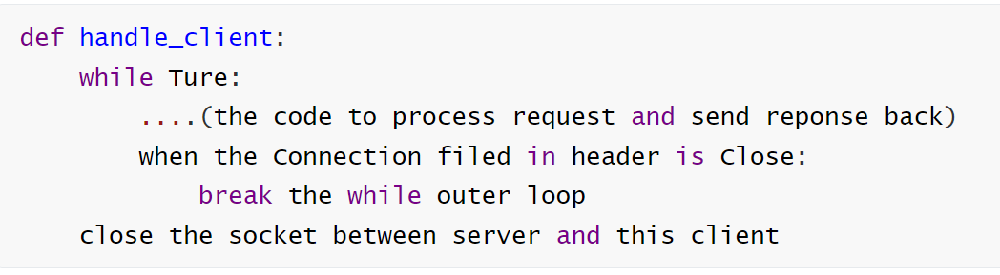 def handle_client:
while Ture:
....(the code to process request and send reponse back)
when the Connection filed in header is Close:
break the while outer loop
close the socket between server and this client